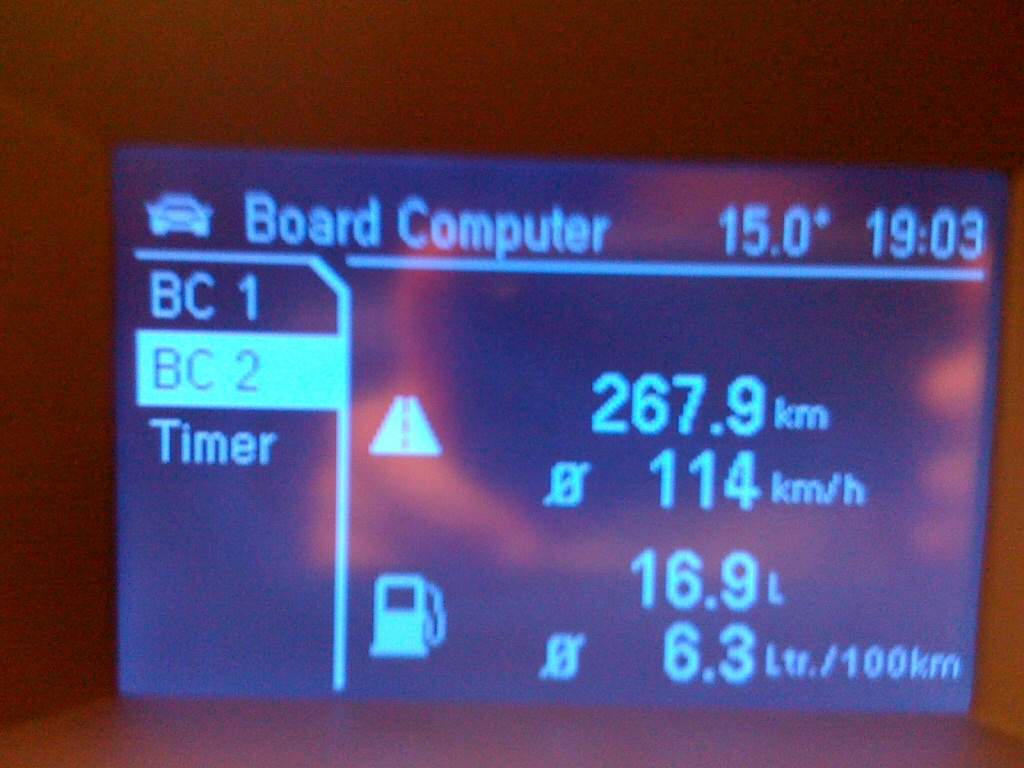 Board Computer 15.0° 19:03
BC 1
BC 2
Timer
267.9 km
Ø 114 km/h
16.9 L
Ø 6.3 Ltr./100km